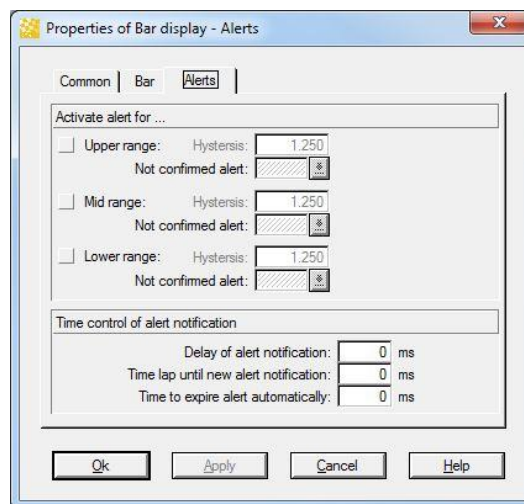 Properties of Bar display - Alerts
Common Bar Alerts
Activate alert for ...
Upper range: Hystersis: 1.250
Not confirmed alert:
Mid range: Hystersis: 1.250
Not confirmed alert:
Lower range: Hystersis: 1.250
Not confirmed alert:
Time control of alert notification
Delay of alert notification: 0 ms
Time lap until new alert notification: 0 ms
Time to expire alert automatically: 0 ms
Ok Apply Cancel Help